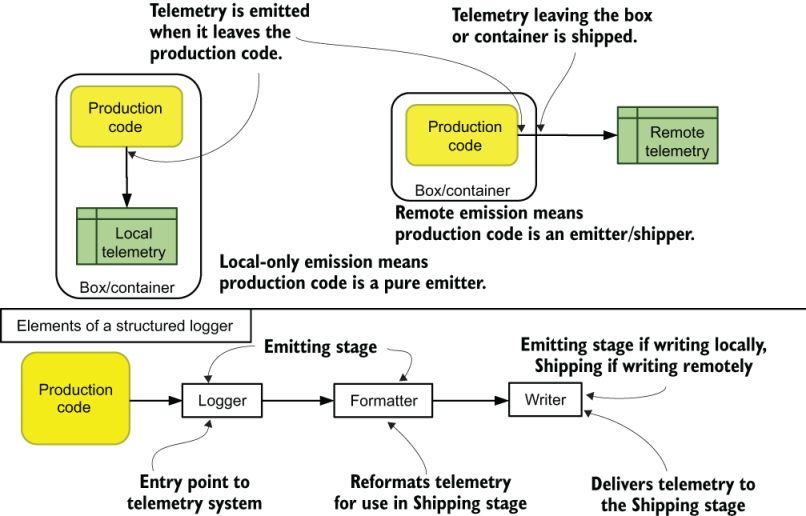 Telemetry is emitted
when it leaves the
production code.
Telemetry leaving the box
or container is shipped.
Production
code
Local
telemetry
Box/container
Production
code
Box/container
Remote
telemetry
Remote emission means
production code is an emitter/shipper.
Local-only emission means
production code is a pure emitter.
Elements of a structured logger
Emitting stage
Emitting stage if writing locally,
Shipping if writing remotely
Production
code
Logger
Formatter
Writer
Entry point to
telemetry system
Reformats telemetry
for use in Shipping stage
Delivers telemetry to
the Shipping stage